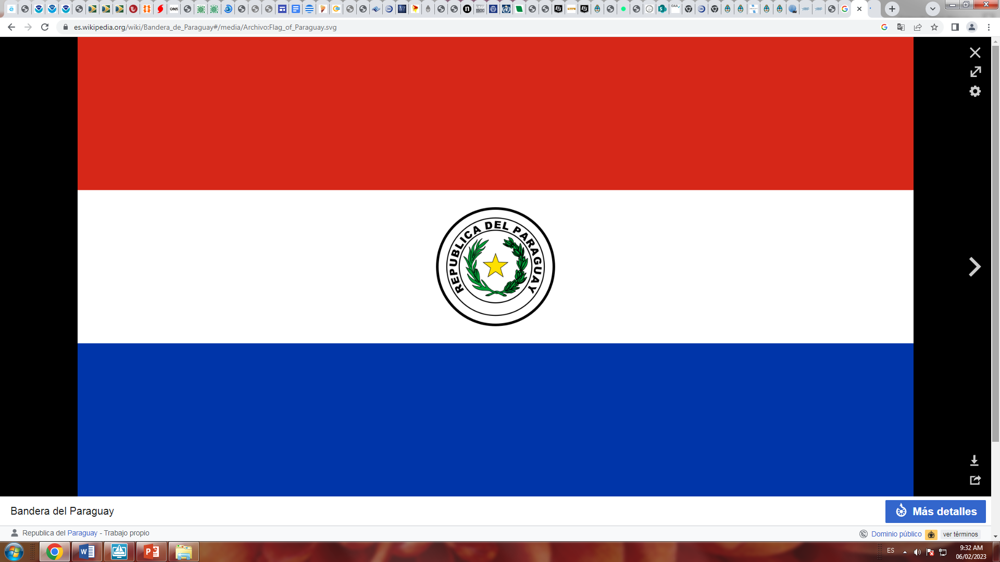 ONS
es.wikipedia.org/wiki/Bandera_de_Paraguay#/media/Archivo:Flag_of_Paraguay.svg
REPUBLICA DEL PARAGUAY
Bandera del Paraguay
Más detalles
Republica del Paraguay - Trabajo propio
Dominio público
ver términos
ES
9:32 AM
06/02/2023